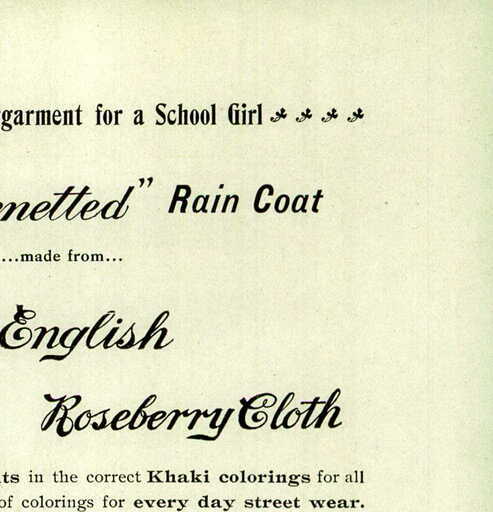 garment for a School Girl
netted" Rain Coat
...made from...
English
Roseberry Cloth
ts in the correct Khaki colorings for all
of colorings for every day street wear.